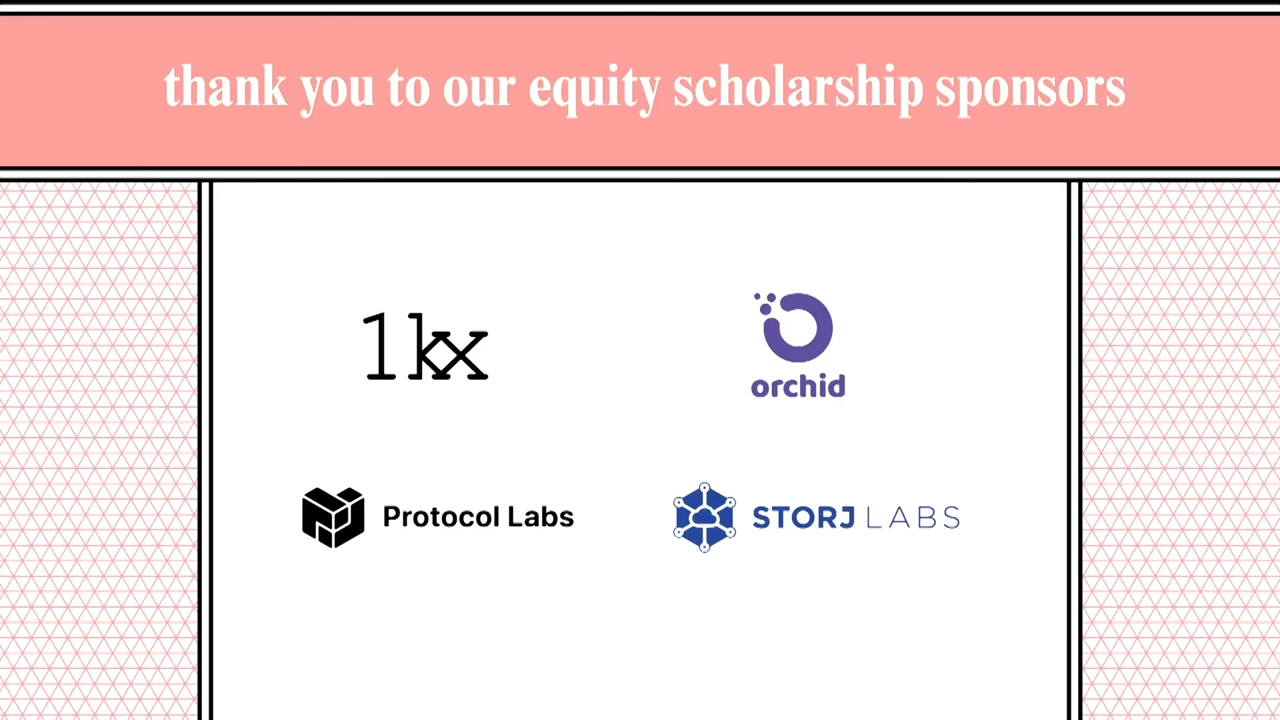 thank you to our equity scholarship sponsors
1kx
orchid
Protocol Labs
STORJ LABS